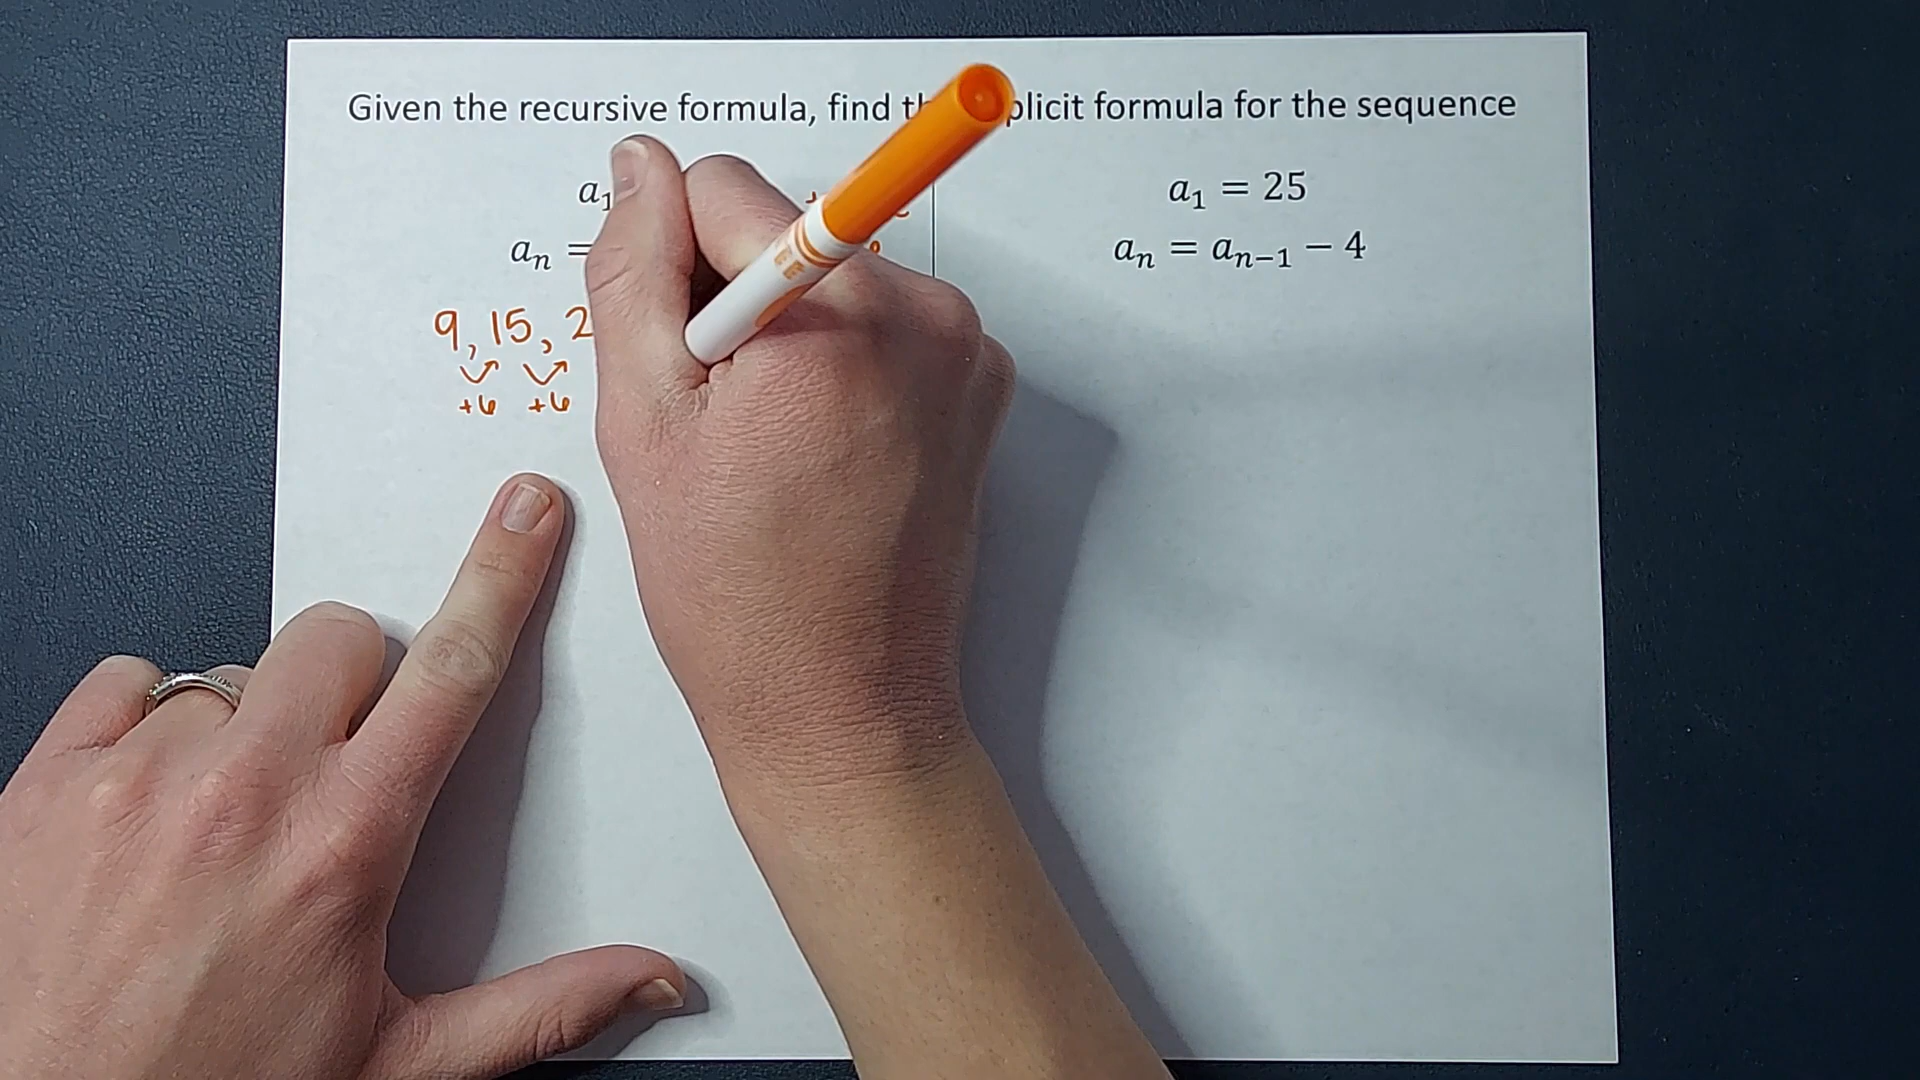 Given the recursive formula, find plicit formula for the sequence
a₁
aₙ =
9, 15, 2
+6 +6
a₁ = 25
aₙ = aₙ₋₁ − 4